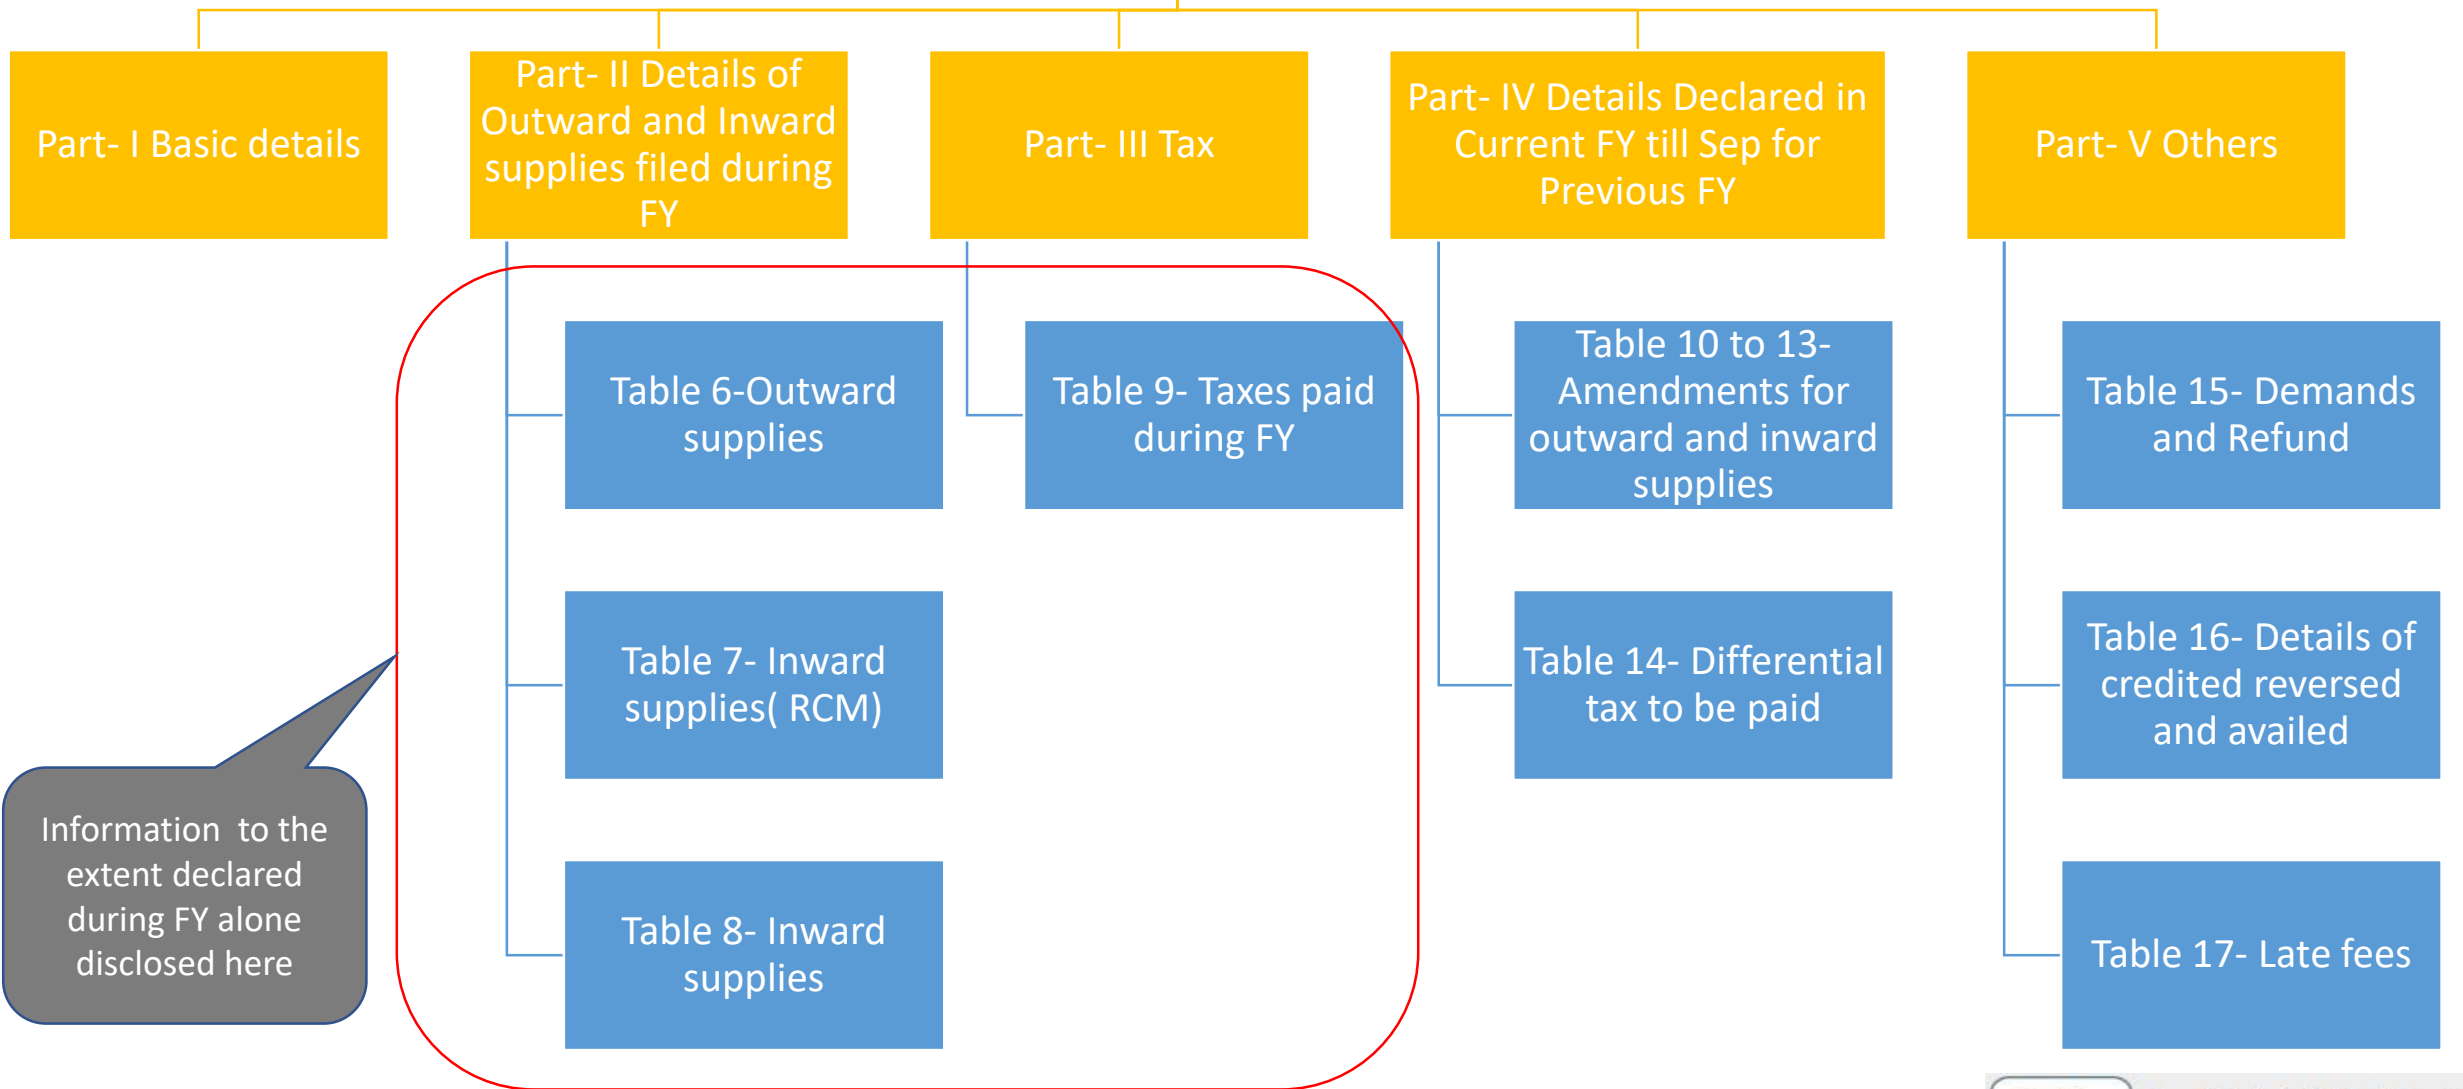 Part- I Basic details
Part- II Details of
Outward and Inward
supplies filed during
FY
Part- III Tax
Part- IV Details Declared in
Current FY till Sep for
Previous FY
Part- V Others
Table 6-Outward
supplies
Table 7- Inward
supplies( RCM)
Table 8- Inward
supplies
Table 9- Taxes paid
during FY
Table 10 to 13-
Amendments for
outward and inward
supplies
Table 14- Differential
tax to be paid
Table 15- Demands
and Refund
Table 16- Details of
credited reversed
and availed
Table 17- Late fees
Information  to the
extent declared
during FY alone
disclosed here